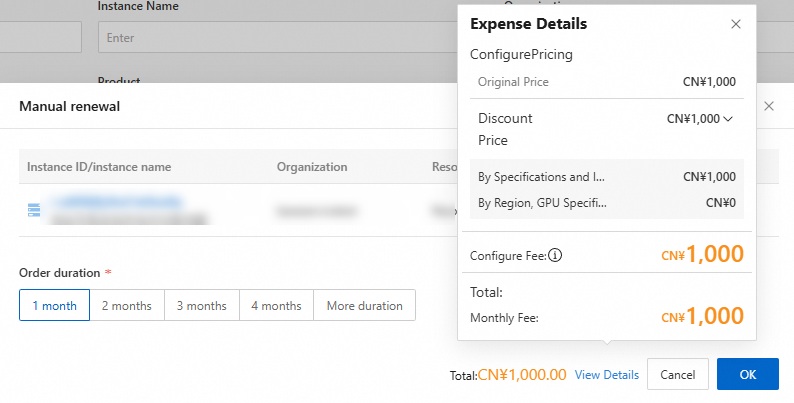 Instance Name
Enter
Product
Expense Details
ConfigurePricing
Original Price CN¥1,000
Discount Price CN¥1,000
By Specifications and I... CN¥1,000
By Region, GPU Specifi... CN¥0
Configure Fee: CN¥1,000
Total:
Monthly Fee: CN¥1,000
Manual renewal
Instance ID/instance name Organization Reso
Order duration *
1 month 2 months 3 months 4 months More duration
Total:CN¥1,000.00 View Details Cancel OK